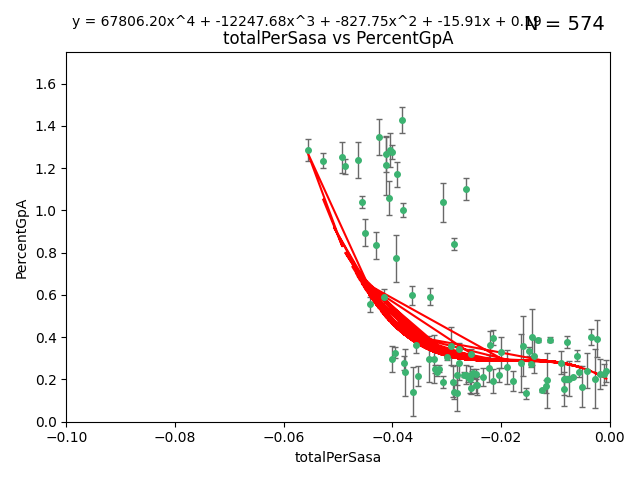 y = 67806.20x^4 + -12247.68x^3 + -827.75x^2 + -15.91x +
N = 574
totalPerSasa vs PercentGpA
1.6
1.4
1.2
1.0
0.8
0.6
0.4
0.2
0.0
PercentGpA
−0.10 −0.08 −0.06 −0.04 −0.02 0.00
totalPerSasa